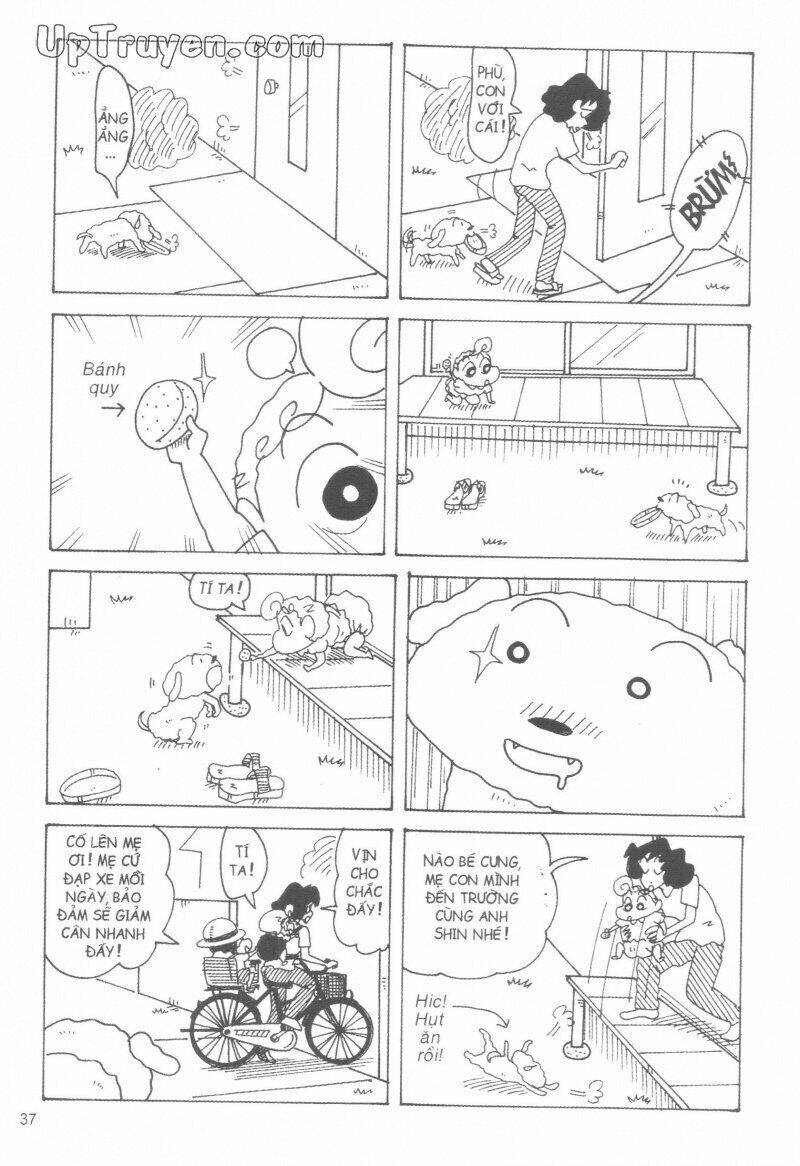 UpTruyen.com
ẲNG
ẲNG
...
PHÙ,
CON
VỚI
CÁI!
BRỪM
Bánh
quy
TÍ TA!
CỐ LÊN MẸ
ƠI! MẸ CỨ
ĐẠP XE MỖI
NGÀY, BẢO
ĐẢM SẼ GIẢM
CÂN NHANH
ĐẤY!
TÍ
TA!
VỊN
CHO
CHẮC
ĐẤY!
NÀO BÉ CƯNG,
MẸ CON MÌNH
ĐẾN TRƯỜNG
CÙNG ANH
SHIN NHÉ!
Hic!
Hụt
ăn
rồi!
37